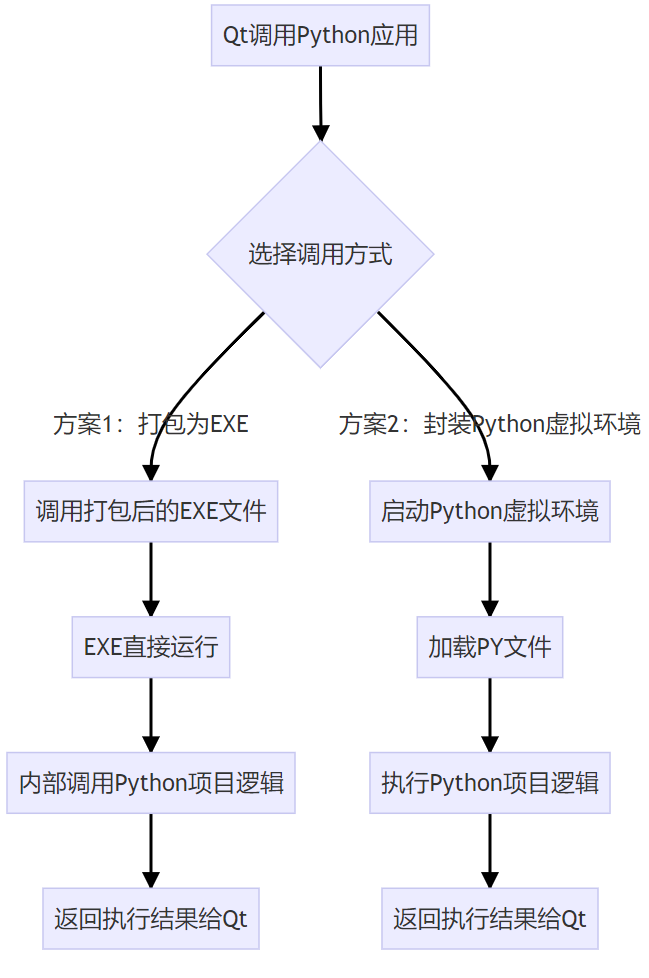 Qt调用Python应用
选择调用方式
方案1：打包为EXE
方案2：封装Python虚拟环境
调用打包后的EXE文件
启动Python虚拟环境
EXE直接运行
加载PY文件
内部调用Python项目逻辑
执行Python项目逻辑
返回执行结果给Qt
返回执行结果给Qt